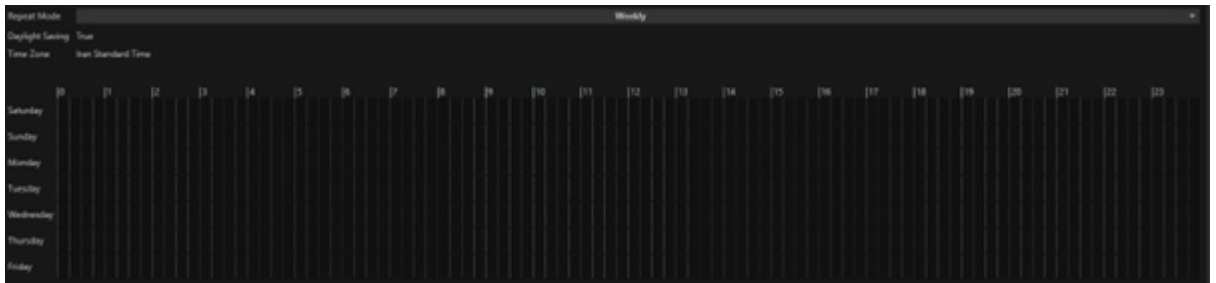 Repeat Mode Weekly
Daylight Saving True
Time Zone Iran Standard Time
0 1 2 3 4 5 6 7 8 9 10 11 12 13 14 15 16 17 18 19 20 21 22 23
Saturday
Sunday
Monday
Tuesday
Wednesday
Thursday
Friday